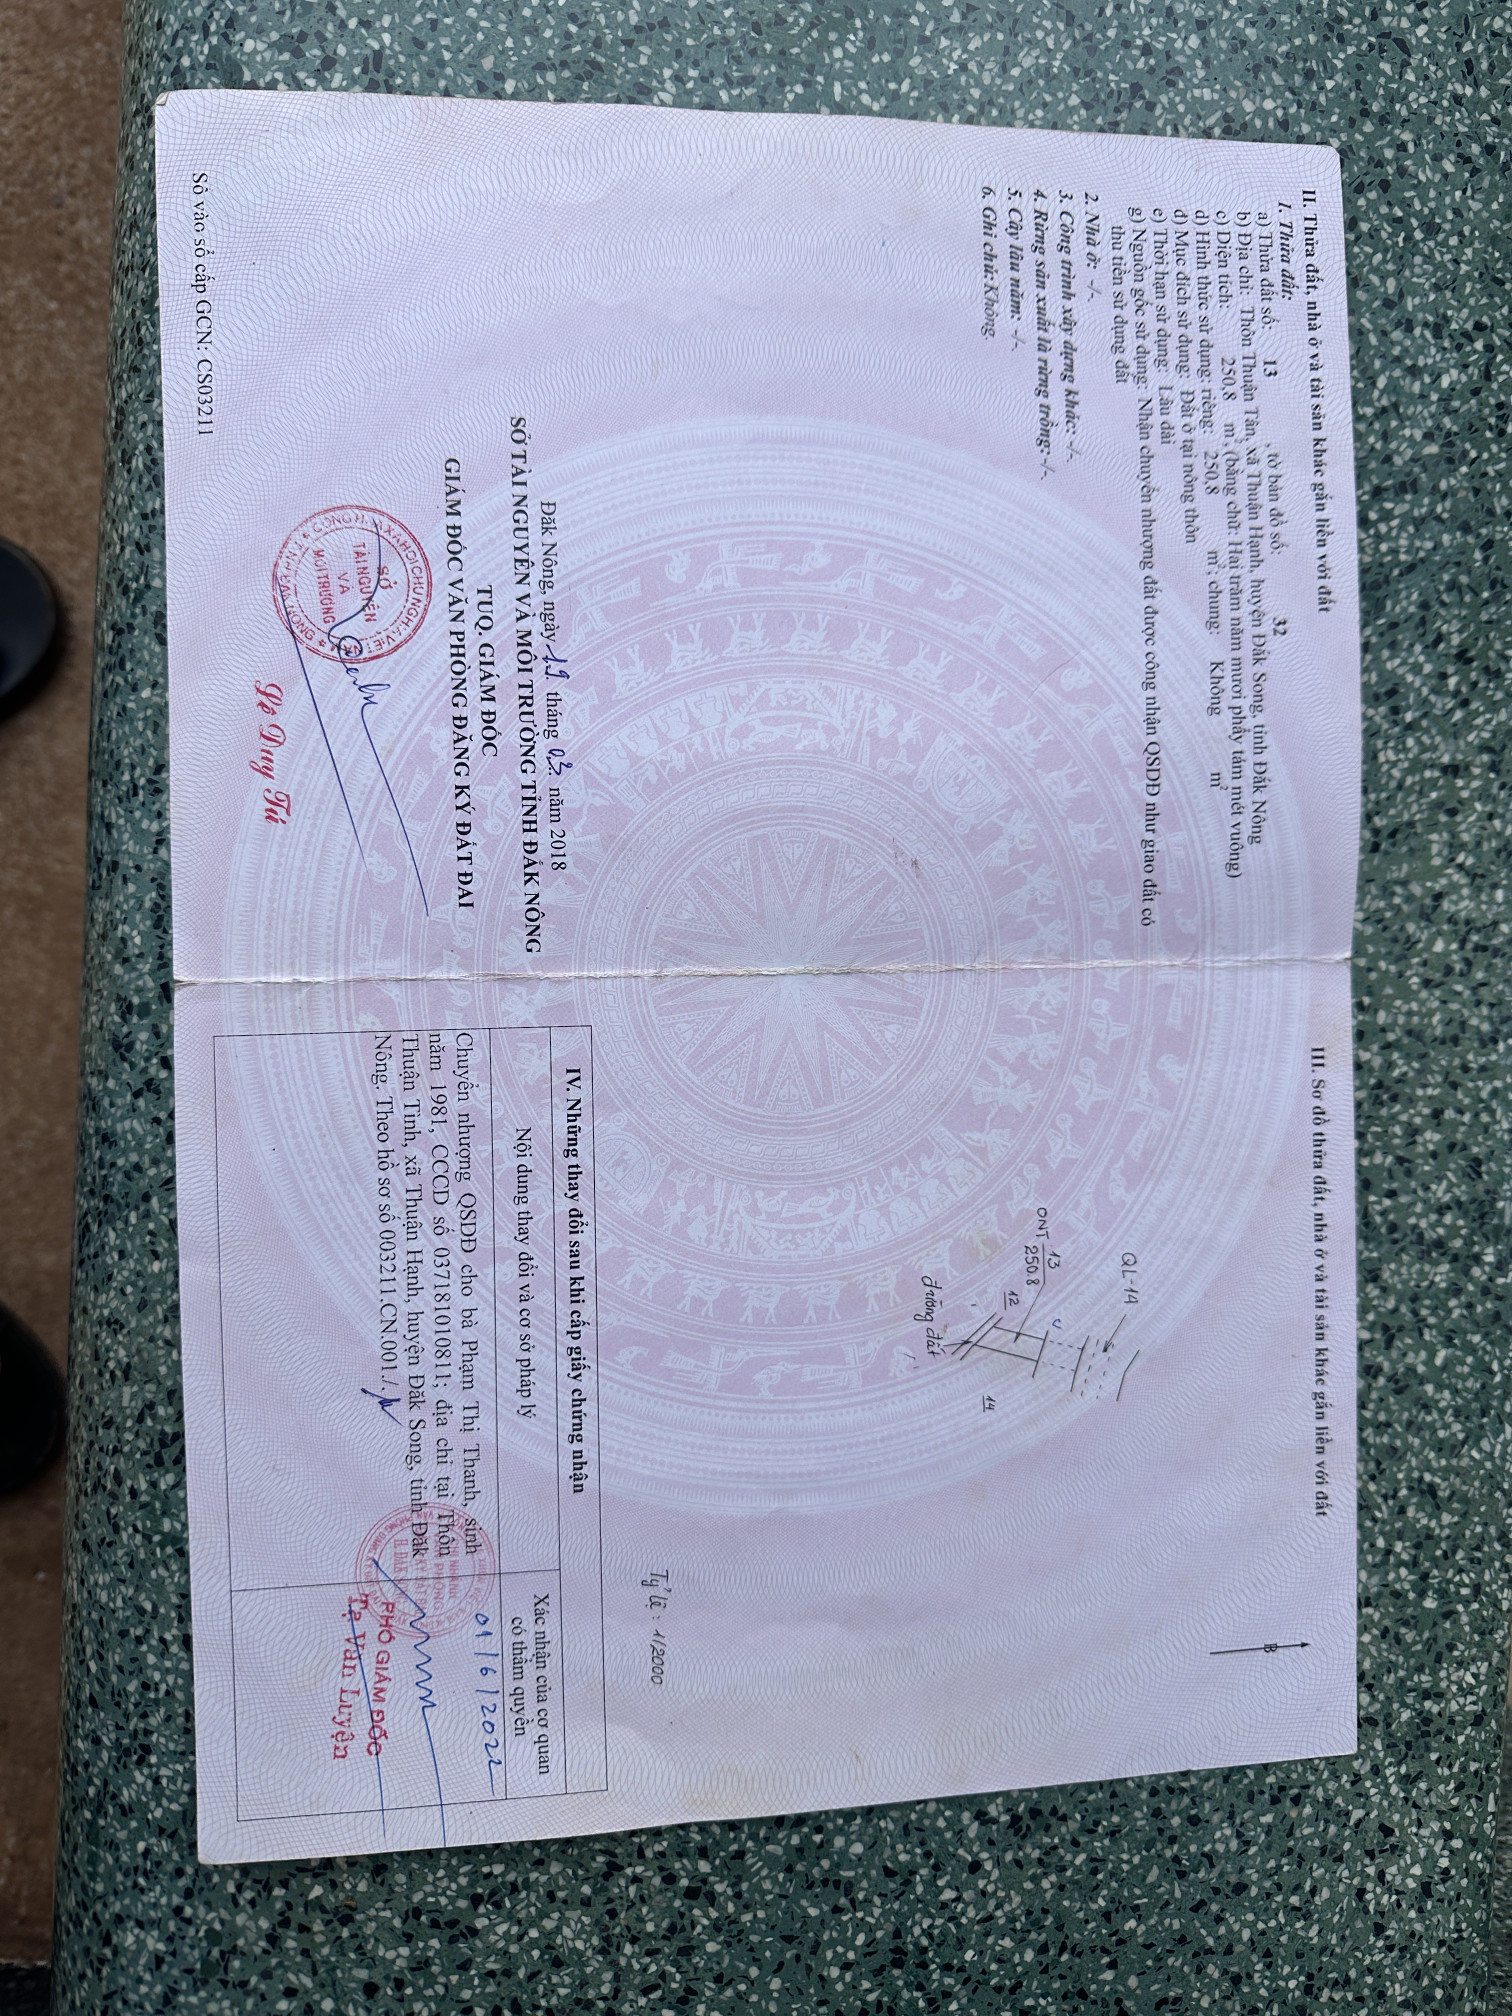 II. Thửa đất, nhà ở và tài sản khác gắn liền với đất
1. Thửa đất:
a) Thửa đất số: 13 , tờ bản đồ số: 32
b) Địa chỉ: Thôn Thuận Tân, xã Thuận Hạnh, huyện Đắk Song, tỉnh Đắk Nông
c) Diện tích: 250,8 m², (bằng chữ: Hai trăm năm mươi phẩy tám mét vuông)
d) Hình thức sử dụng: riêng: 250,8 m²; chung: Không m²
đ) Mục đích sử dụng: Đất ở tại nông thôn
e) Thời hạn sử dụng: Lâu dài
g) Nguồn gốc sử dụng: Nhận chuyển nhượng đất được công nhận QSDĐ như giao đất có
thu tiền sử dụng đất
2. Nhà ở: -/-.
3. Công trình xây dựng khác: -/-.
4. Rừng sản xuất là rừng trồng: -/-.
5. Cây lâu năm: -/-.
6. Ghi chú: Không.
Đăk Nông, ngày 19 tháng 03 năm 2018
SỞ TÀI NGUYÊN VÀ MÔI TRƯỜNG TỈNH ĐẮK NÔNG
TUQ. GIÁM ĐỐC
GIÁM ĐỐC VĂN PHÒNG ĐĂNG KÝ ĐẤT ĐAI
SỞ
TÀI NGUYÊN
VÀ
MÔI TRƯỜNG
Lê Duy Tú
Số vào sổ cấp GCN: CS03211
III. Sơ đồ thửa đất, nhà ở và tài sản khác gắn liền với đất
B
QL-14
ONT 13
250.8
12
14
đường đất
Tỷ lệ: 1/2000
IV. Những thay đổi sau khi cấp giấy chứng nhận
Nội dung thay đổi và cơ sở pháp lý
Xác nhận của cơ quan
có thẩm quyền
Chuyển nhượng QSDĐ cho bà Phạm Thị Thanh, sinh
năm 1981, CCCD số 037181010811; địa chỉ tại Thôn
Thuận Tình, xã Thuận Hạnh, huyện Đăk Song, tỉnh Đăk
Nông. Theo hồ sơ số 003211.CN.001./.
01/6/2022
PHÓ GIÁM ĐỐC
Tạ Văn Luyện